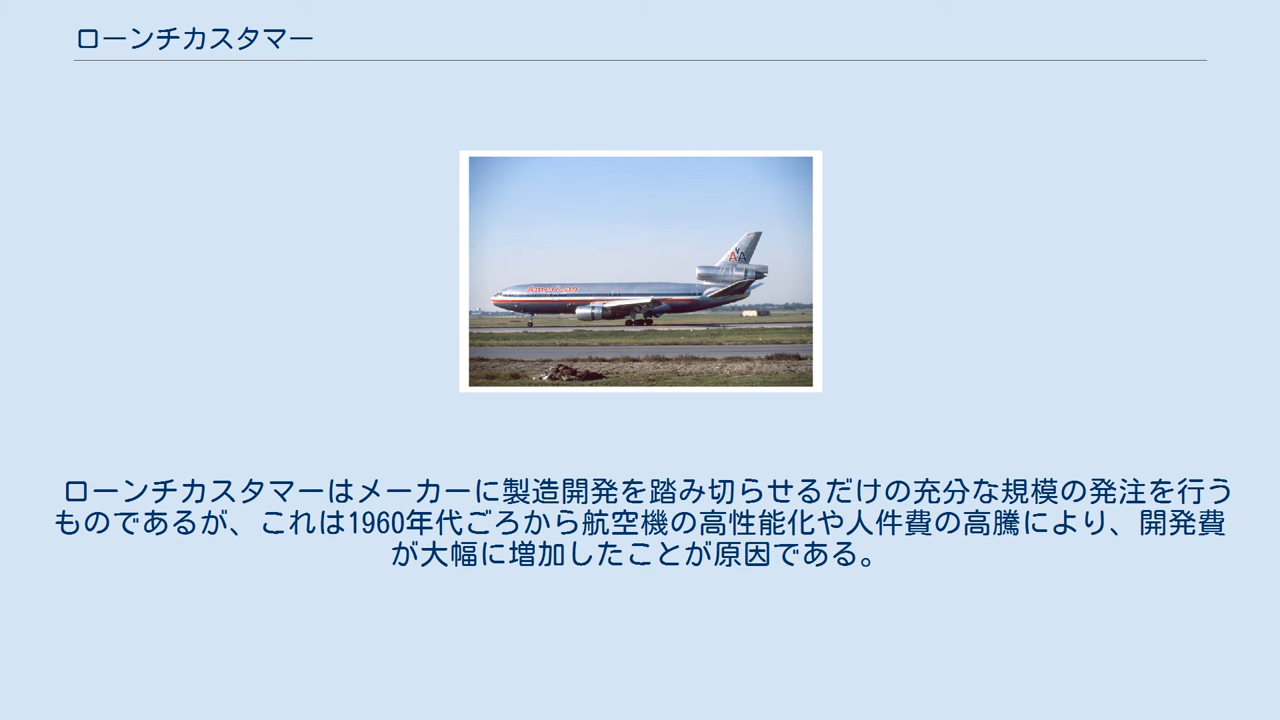 ローンチカスタマー
American
AA
ローンチカスタマーはメーカーに製造開発を踏み切らせるだけの充分な規模の発注を行う
ものであるが、これは1960年代ごろから航空機の高性能化や人件費の高騰により、開発費
が大幅に増加したことが原因である。